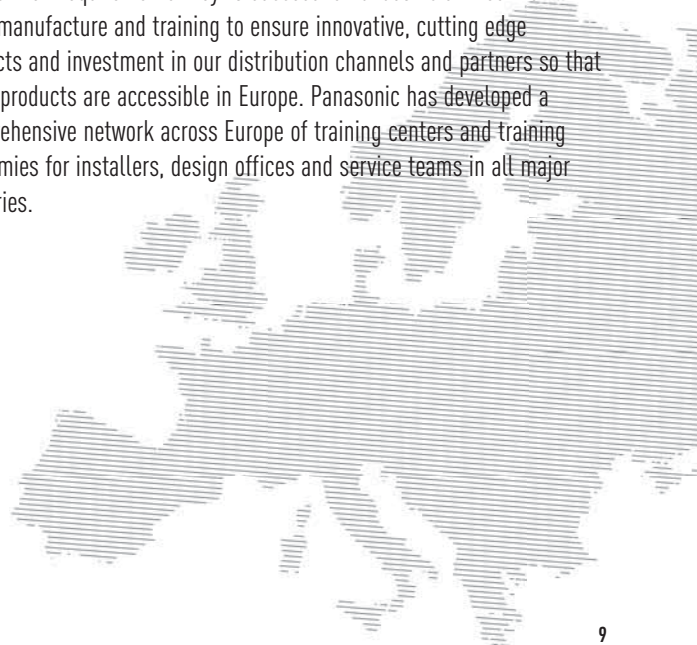 manufacture and training to ensure innovative, cutting edge
cts and investment in our distribution channels and partners so that
products are accessible in Europe. Panasonic has developed a
ehensive network across Europe of training centers and training
emies for installers, design offices and service teams in all major
ries.
9